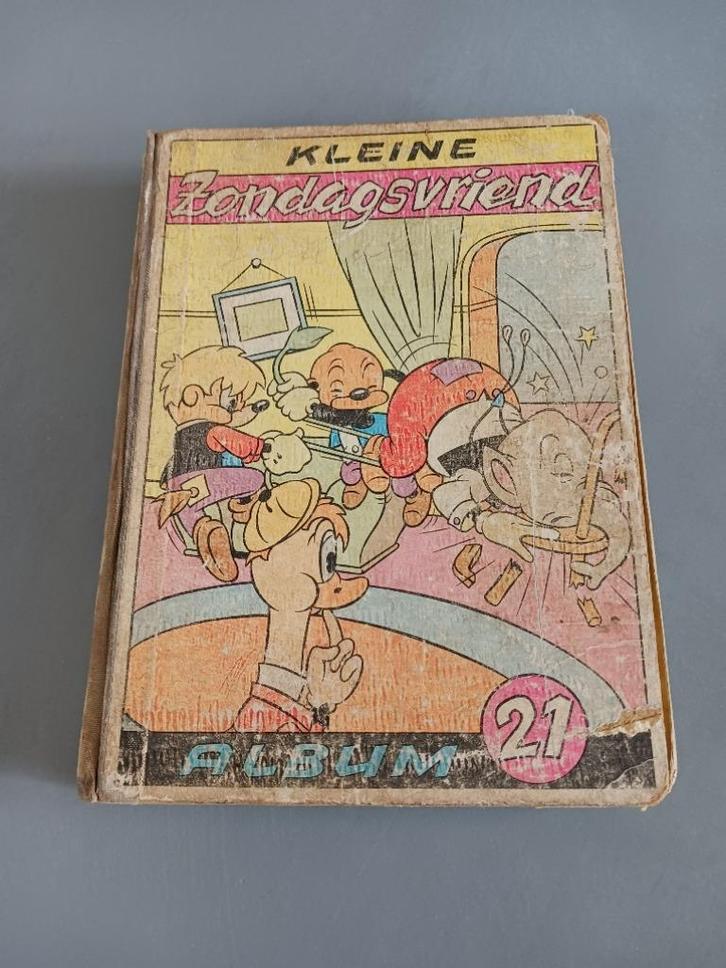 KLEINE
Zondagsvriend
ALBUM
21